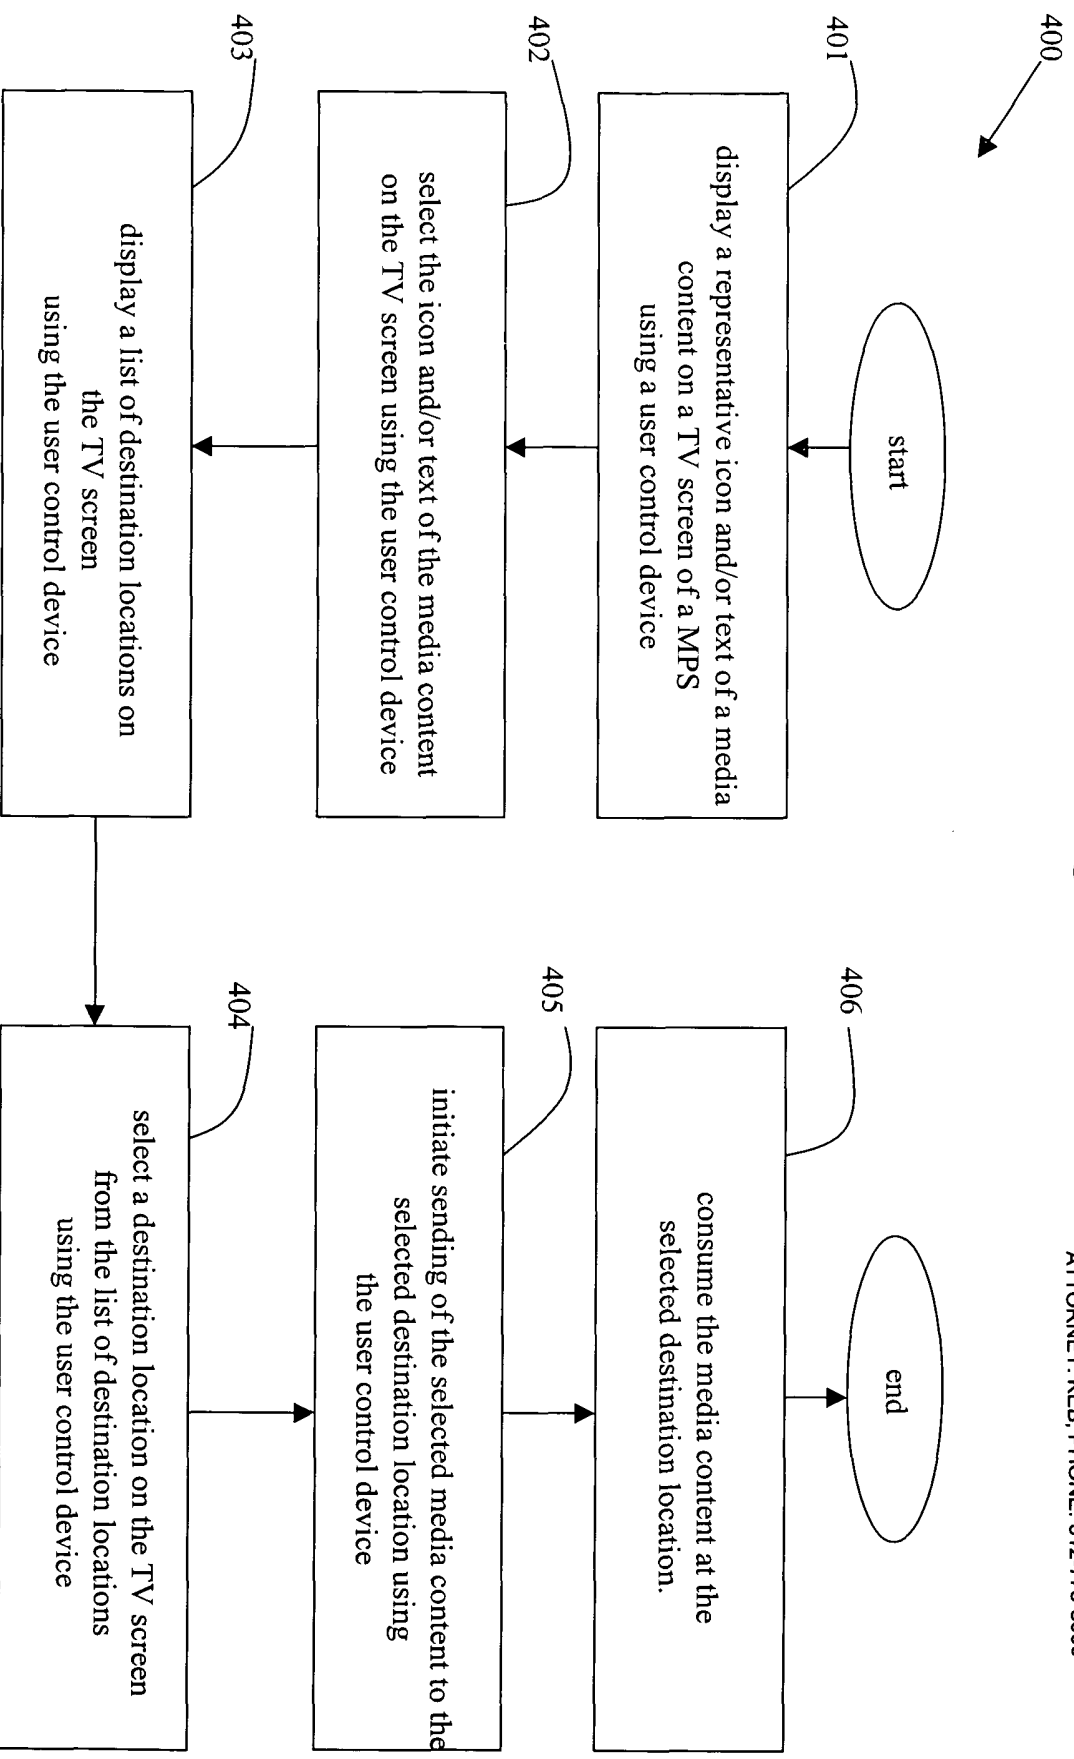 400
start
401
display a representative icon and/or text of a media
content on a TV screen of a MPS
using a user control device
402
select the icon and/or text of the media content
on the TV screen using the user control device
403
display a list of destination locations on
the TV screen
using the user control device
404
select a destination location on the TV screen
from the list of destination locations
using the user control device
405
initiate sending of the selected media content to the
selected destination location using
the user control device
406
consume the media content at the
selected destination location.
end